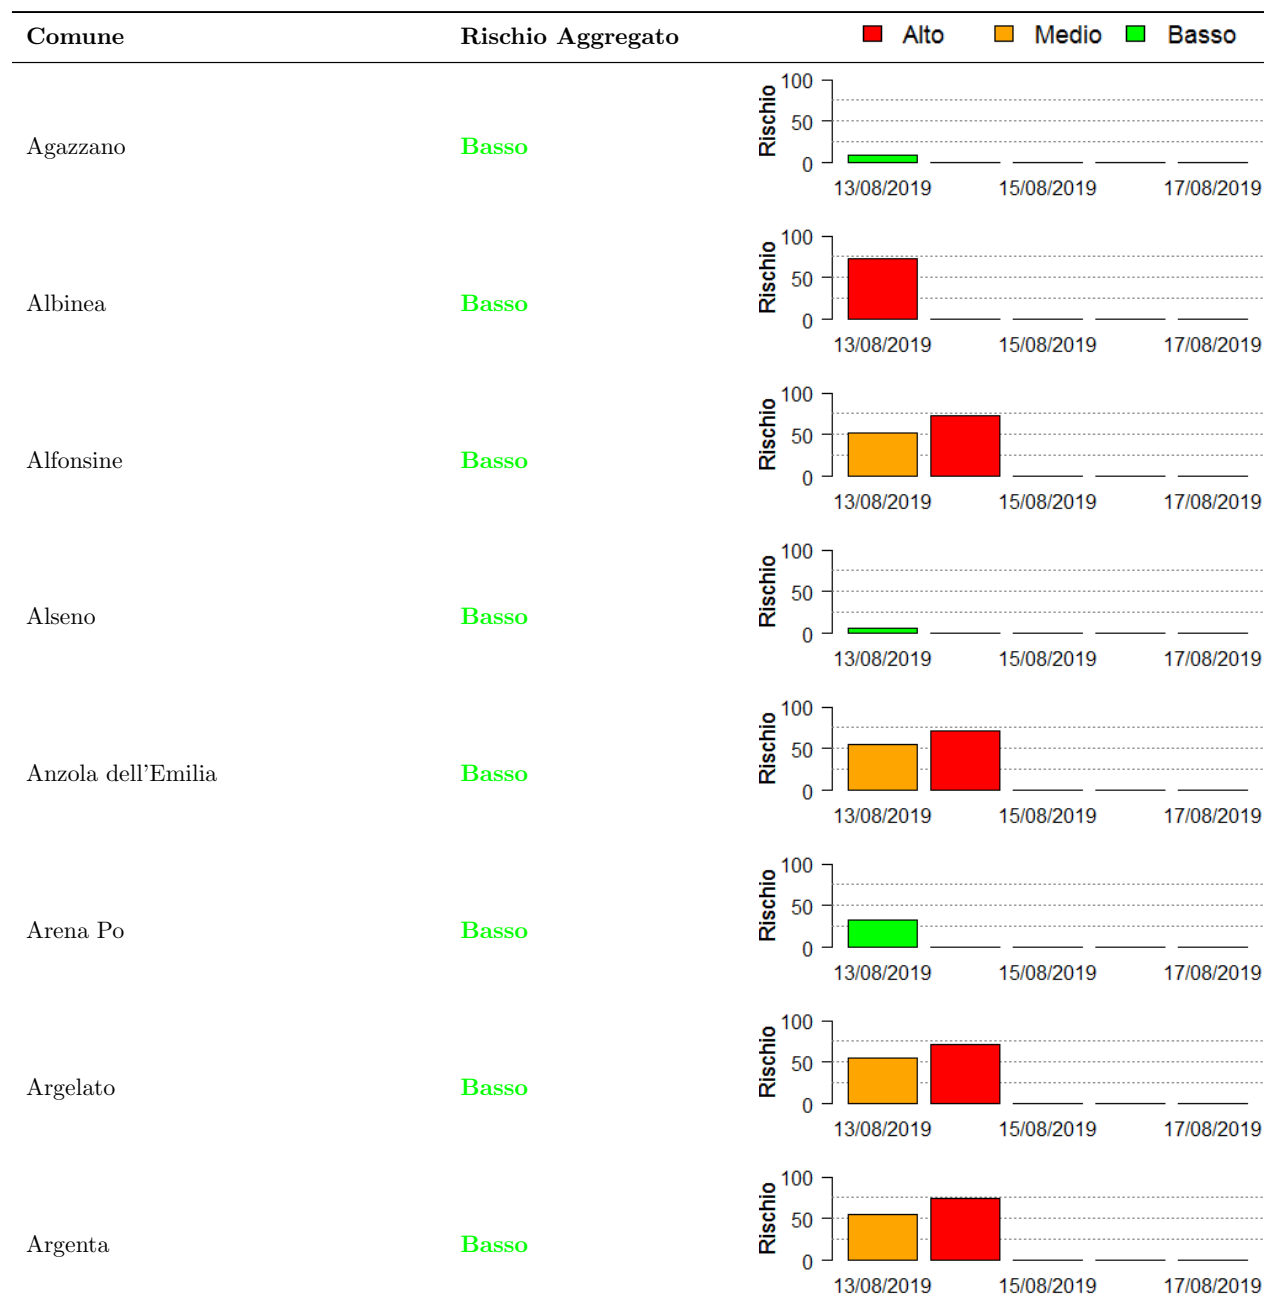 Comune Rischio Aggregato Alto Medio Basso
Agazzano Basso
Rischio
100
50
0
13/08/2019 15/08/2019 17/08/2019
Albinea Basso
Rischio
100
50
0
13/08/2019 15/08/2019 17/08/2019
Alfonsine Basso
Rischio
100
50
0
13/08/2019 15/08/2019 17/08/2019
Alseno Basso
Rischio
100
50
0
13/08/2019 15/08/2019 17/08/2019
Anzola dell'Emilia Basso
Rischio
100
50
0
13/08/2019 15/08/2019 17/08/2019
Arena Po Basso
Rischio
100
50
0
13/08/2019 15/08/2019 17/08/2019
Argelato Basso
Rischio
100
50
0
13/08/2019 15/08/2019 17/08/2019
Argenta Basso
Rischio
100
50
0
13/08/2019 15/08/2019 17/08/2019